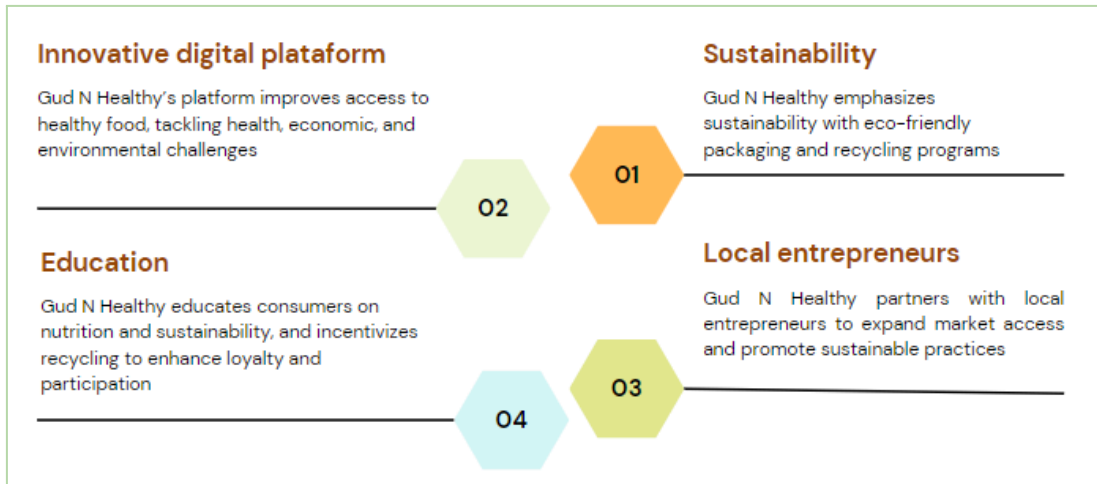 Innovative digital plataform
Gud N Healthy's platform improves access to
healthy food, tackling health, economic, and
environmental challenges
02
Sustainability
Gud N Healthy emphasizes
sustainability with eco-friendly
packaging and recycling programs
01
Education
Gud N Healthy educates consumers on
nutrition and sustainability, and incentivizes
recycling to enhance loyalty and
participation
04
Local entrepreneurs
Gud N Healthy partners with local
entrepreneurs to expand market access
and promote sustainable practices
03